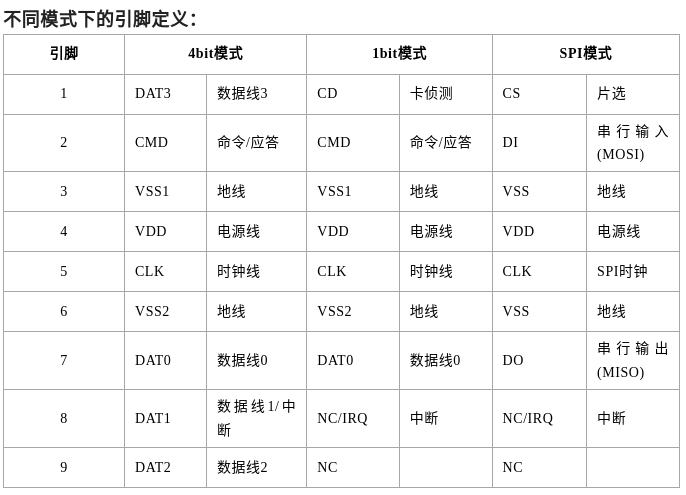 不同模式下的引脚定义：
引脚 4bit模式 1bit模式 SPI模式
1 DAT3 数据线3 CD 卡侦测 CS 片选
2 CMD 命令/应答 CMD 命令/应答 DI 串行输入
(MOSI)
3 VSS1 地线 VSS1 地线 VSS 地线
4 VDD 电源线 VDD 电源线 VDD 电源线
5 CLK 时钟线 CLK 时钟线 CLK SPI时钟
6 VSS2 地线 VSS2 地线 VSS 地线
7 DAT0 数据线0 DAT0 数据线0 DO 串行输出
(MISO)
8 DAT1 数据线1/中
断 NC/IRQ 中断 NC/IRQ 中断
9 DAT2 数据线2 NC NC